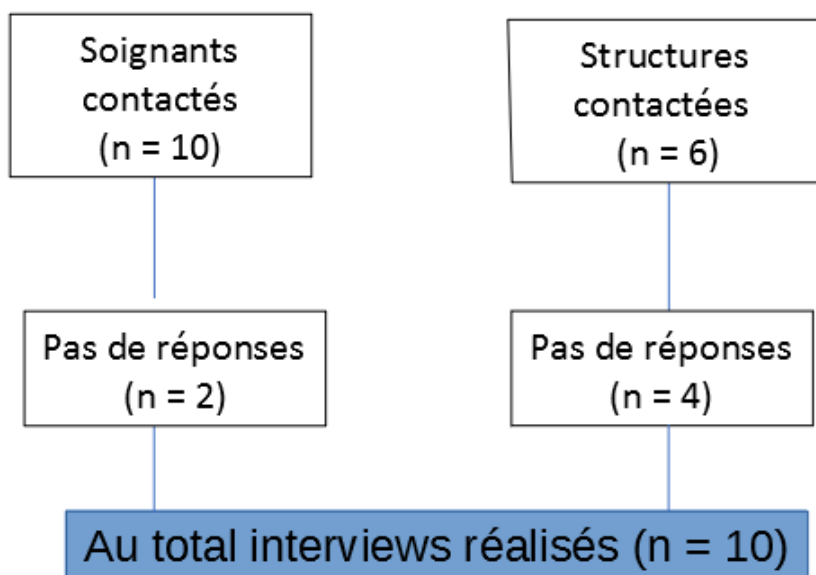 Soignants
contactés
(n = 10)
Structures
contactées
(n = 6)
Pas de réponses
(n = 2)
Pas de réponses
(n = 4)
Au total interviews réalisés (n = 10)